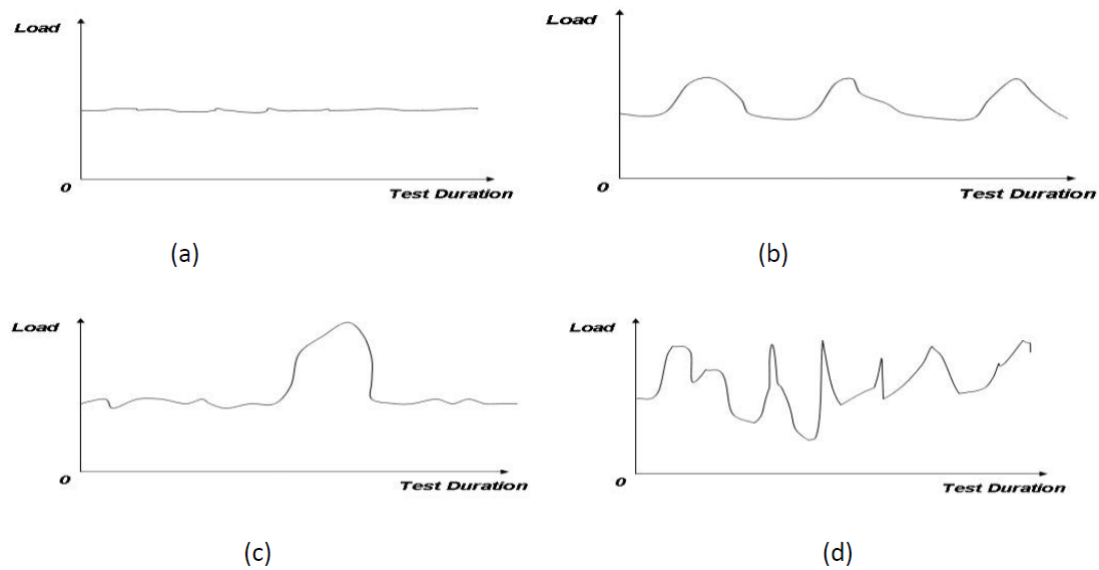 Load
0
Test Duration
(a)
Load
0
Test Duration
(b)
Load
0
Test Duration
(c)
Load
0
Test Duration
(d)